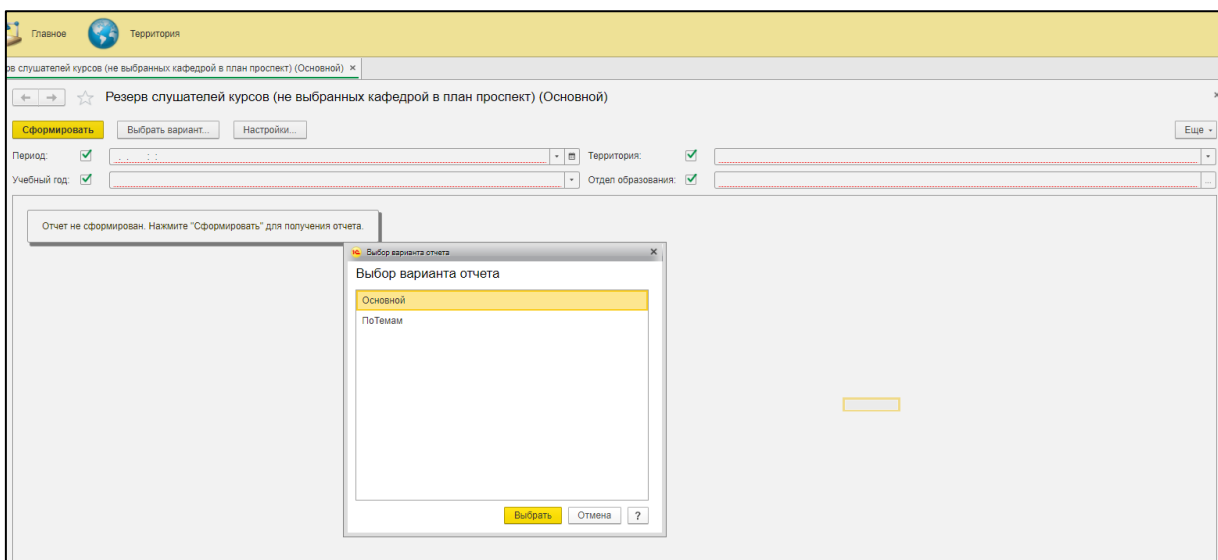 Главное Территория
рв слушателей курсов (не выбранных кафедрой в план проспект) (Основной) ×
Резерв слушателей курсов (не выбранных кафедрой в план проспект) (Основной)
Сформировать Выбрать вариант... Настройки... Еще
Период: . . : : Территория:
Учебный год: Отдел образования: ...
Отчет не сформирован. Нажмите "Сформировать" для получения отчета.
1С Выбор варианта отчета ×
Выбор варианта отчета
Основной
ПоТемам
Выбрать Отмена ?